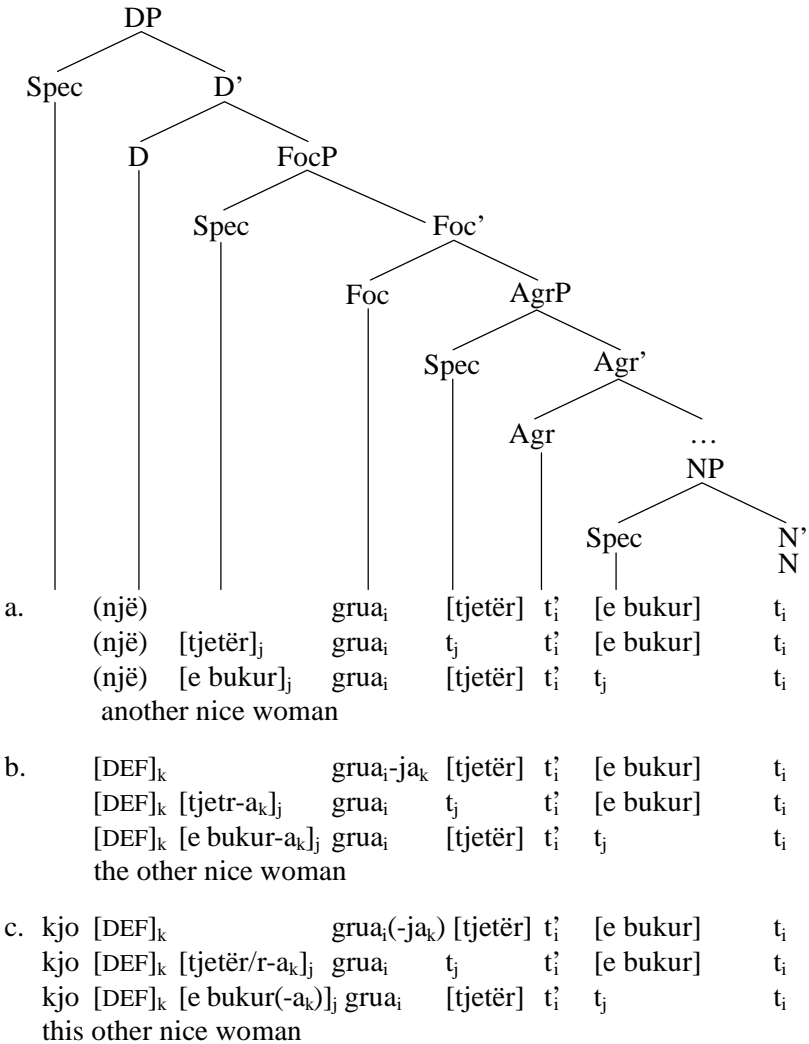 DP
Spec D’
D FocP
Spec Foc’
Foc AgrP
Spec Agr’
Agr …
NP
Spec N’
N
a. (një) gruaᵢ [tjetër] t’ᵢ [e bukur] tᵢ
(një) [tjetër]ⱼ gruaᵢ tⱼ t’ᵢ [e bukur] tᵢ
(një) [e bukur]ⱼ gruaᵢ [tjetër] t’ᵢ tⱼ tᵢ
another nice woman
b. [DEF]ₖ gruaᵢ-jaₖ [tjetër] t’ᵢ [e bukur] tᵢ
[DEF]ₖ [tjetr-aₖ]ⱼ gruaᵢ tⱼ t’ᵢ [e bukur] tᵢ
[DEF]ₖ [e bukur-aₖ]ⱼ gruaᵢ [tjetër] t’ᵢ tⱼ tᵢ
the other nice woman
c. kjo [DEF]ₖ gruaᵢ(-jaₖ) [tjetër] t’ᵢ [e bukur] tᵢ
kjo [DEF]ₖ [tjetër/r-aₖ]ⱼ gruaᵢ tⱼ t’ᵢ [e bukur] tᵢ
kjo [DEF]ₖ [e bukur(-aₖ)]ⱼ gruaᵢ [tjetër] t’ᵢ tⱼ tᵢ
this other nice woman